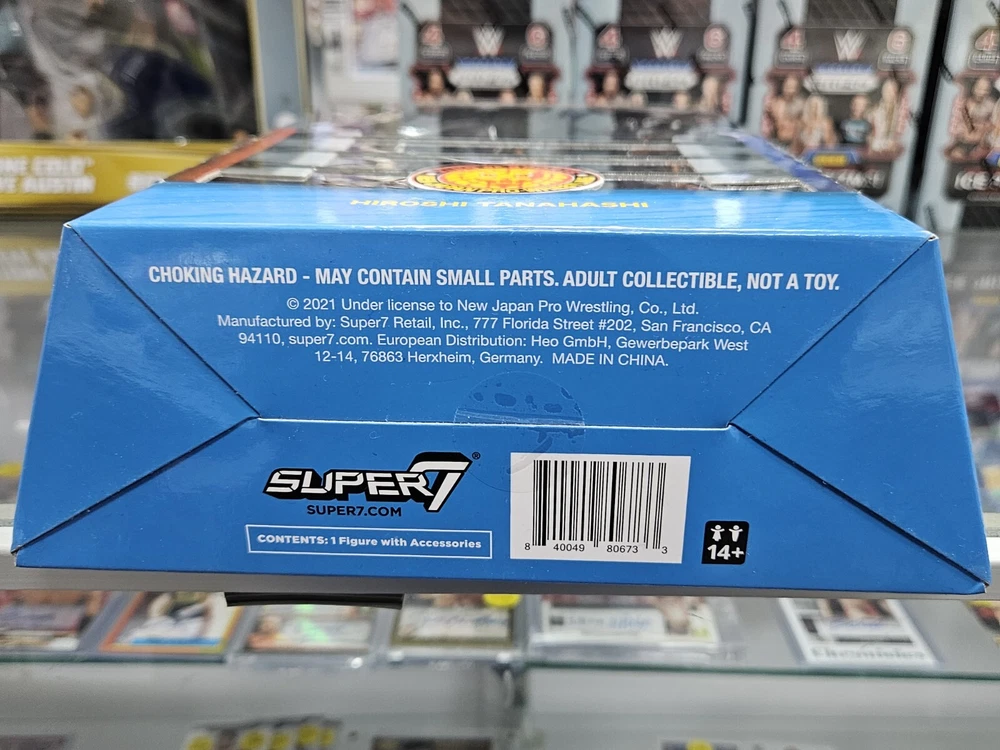 HIROSHI TANAHASHI
CHOKING HAZARD - MAY CONTAIN SMALL PARTS. ADULT COLLECTIBLE, NOT A TOY.
© 2021 Under license to New Japan Pro Wrestling, Co., Ltd.
Manufactured by: Super7 Retail, Inc., 777 Florida Street #202, San Francisco, CA
94110, super7.com. European Distribution: Heo GmbH, Gewerbepark West
12-14, 76863 Herxheim, Germany. MADE IN CHINA.
SUPER7®
SUPER7.COM
CONTENTS: 1 Figure with Accessories
8 40049 80673 3
14+